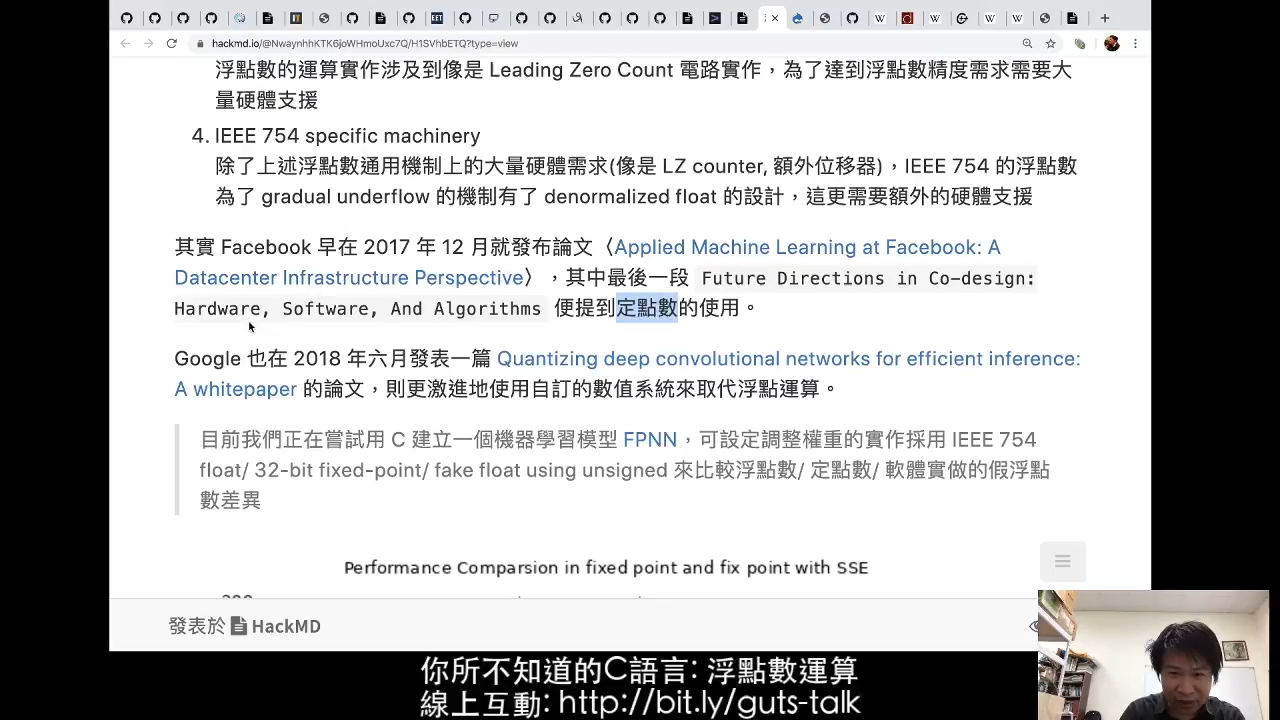 hackmd.io/@NwaynhhKTK6joWHmoUxc7Q/H1SVhbETQ?type=view
浮點數的運算實作涉及到像是 Leading Zero Count 電路實作，為了達到浮點數精度需求需要大
量硬體支援
4. IEEE 754 specific machinery
除了上述浮點數通用機制上的大量硬體需求(像是 LZ counter, 額外位移器)，IEEE 754 的浮點數
為了 gradual underflow 的機制有了 denormalized float 的設計，這更需要額外的硬體支援
其實 Facebook 早在 2017 年 12 月就發布論文〈Applied Machine Learning at Facebook: A
Datacenter Infrastructure Perspective〉，其中最後一段 Future Directions in Co-design:
Hardware, Software, And Algorithms 便提到定點數的使用。
Google 也在 2018 年六月發表一篇 Quantizing deep convolutional networks for efficient inference:
A whitepaper 的論文，則更激進地使用自訂的數值系統來取代浮點運算。
目前我們正在嘗試用 C 建立一個機器學習模型 FPNN，可設定調整權重的實作採用 IEEE 754
float/ 32-bit fixed-point/ fake float using unsigned 來比較浮點數/ 定點數/ 軟體實做的假浮點
數差異
Performance Comparsion in fixed point and fix point with SSE
發表於 HackMD
你所不知道的C語言: 浮點數運算
線上互動: http://bit.ly/guts-talk